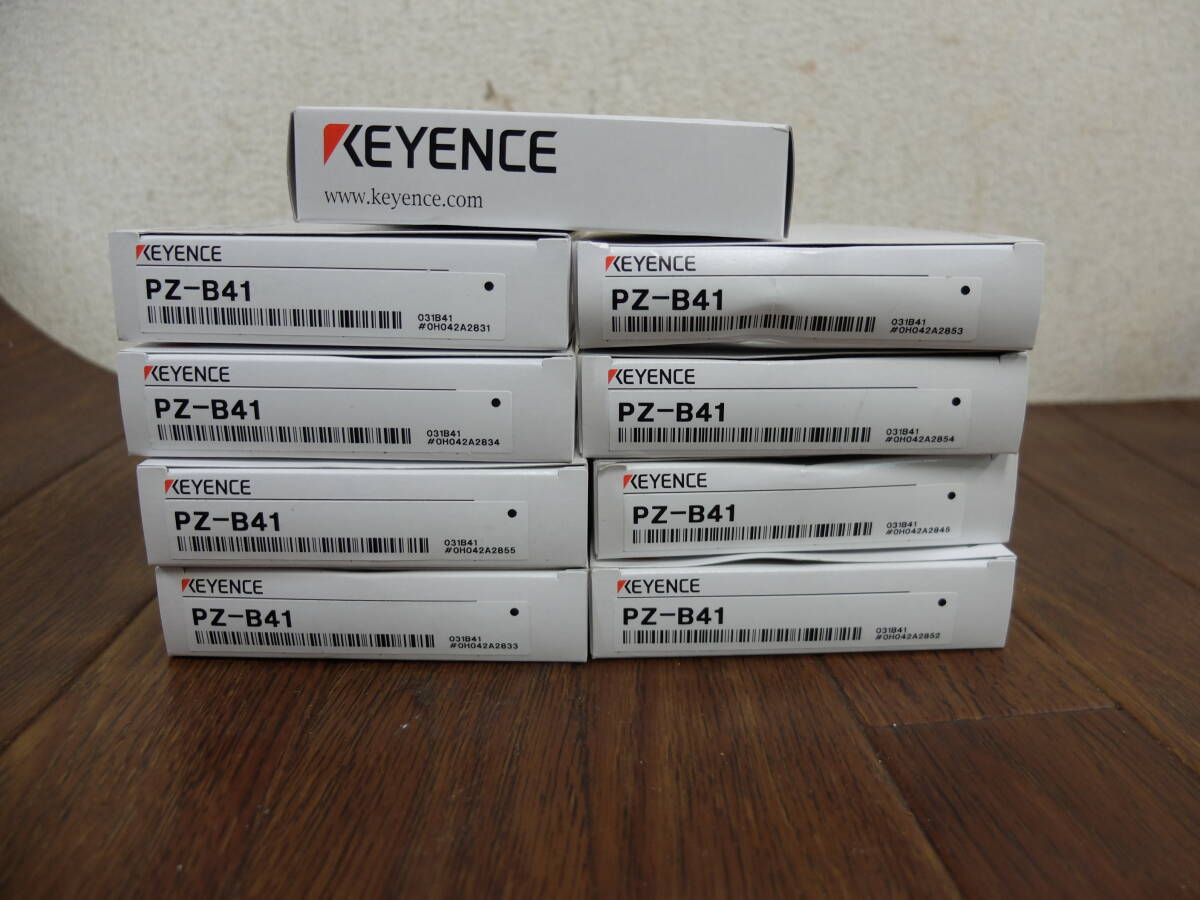 KEYENCE
www.keyence.com
KEYENCE
PZ-B41
031B41
#0H042A2831
KEYENCE
PZ-B41
031B41
#0H042A2853
KEYENCE
PZ-B41
031B41
#0H042A2834
KEYENCE
PZ-B41
031B41
#0H042A2854
KEYENCE
PZ-B41
031B41
#0H042A2855
KEYENCE
PZ-B41
031B41
#0H042A2845
KEYENCE
PZ-B41
031B41
#0H042A2833
KEYENCE
PZ-B41
031B41
#0H042A2852